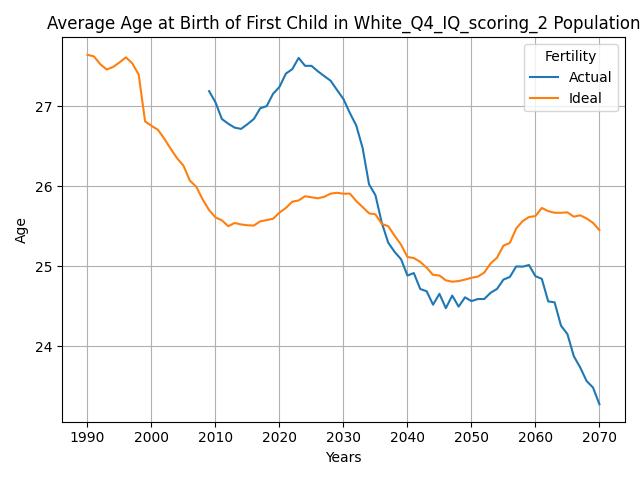 Average Age at Birth of First Child in White_Q4_IQ_scoring_2 Population
Fertility
Actual
Ideal
27
26
25
24
Age
1990 2000 2010 2020 2030 2040 2050 2060 2070
Years